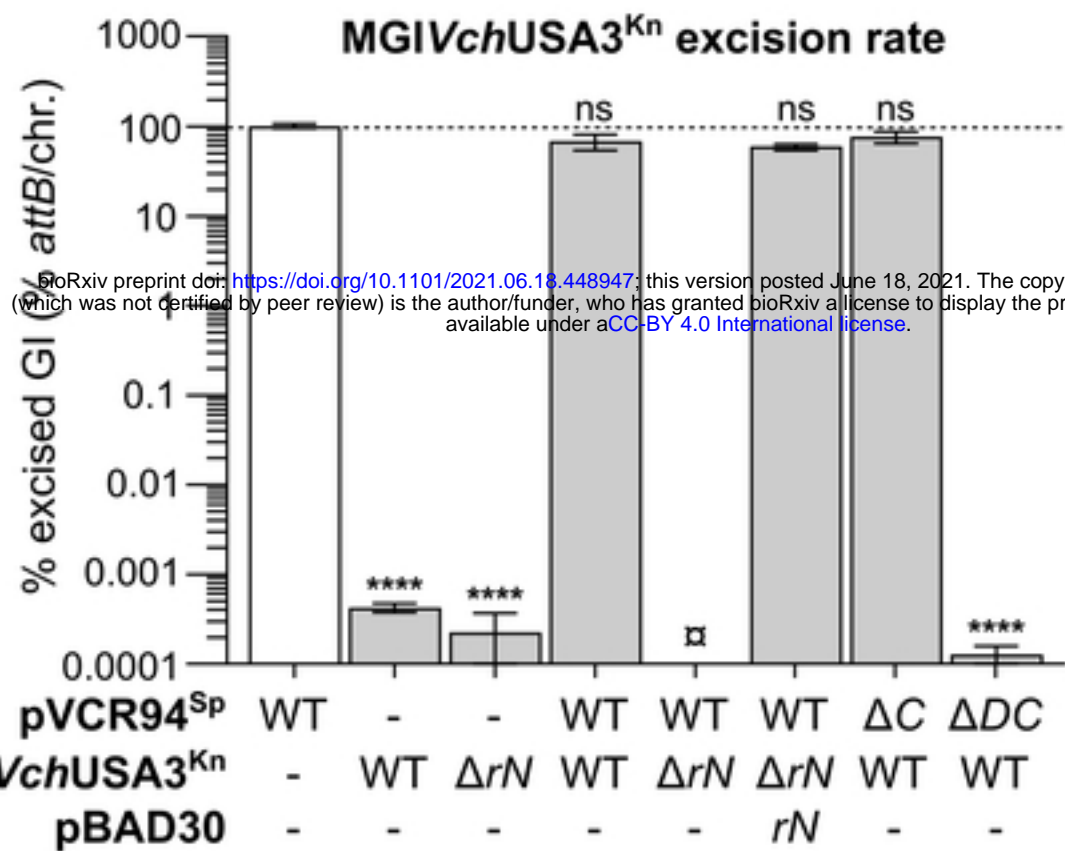 MGIVchUSA3Kn excision rate
1000
100
10
1
0.1
0.01
0.001
0.0001
% excised GI (% attB/chr.)
ns ns ns
bioRxiv preprint doi: https://doi.org/10.1101/2021.06.18.448947; this version posted June 18, 2021. The copy
(which was not certified by peer review) is the author/funder, who has granted bioRxiv a license to display the pr
available under aCC-BY 4.0 International license.
**** **** ¤ ****
pVCR94Sp WT - - WT WT WT ΔC ΔDC
VchUSA3Kn - WT ΔrN WT ΔrN ΔrN WT WT
pBAD30 - - - - - rN - -